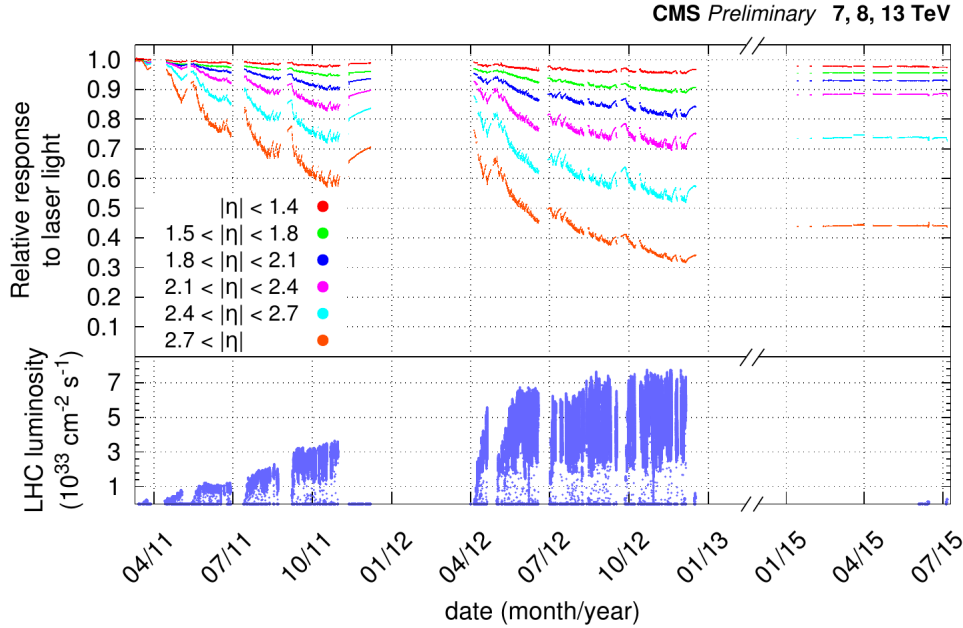 CMS Preliminary 7, 8, 13 TeV
Relative response
to laser light
1.0
0.9
0.8
0.7
0.6
0.5
0.4
0.3
0.2
0.1
|η| < 1.4
1.5 < |η| < 1.8
1.8 < |η| < 2.1
2.1 < |η| < 2.4
2.4 < |η| < 2.7
2.7 < |η|
LHC luminosity
(10³³ cm⁻² s⁻¹)
7
5
3
1
04/11 07/11 10/11 01/12 04/12 07/12 10/12 01/13 01/15 04/15 07/15
date (month/year)